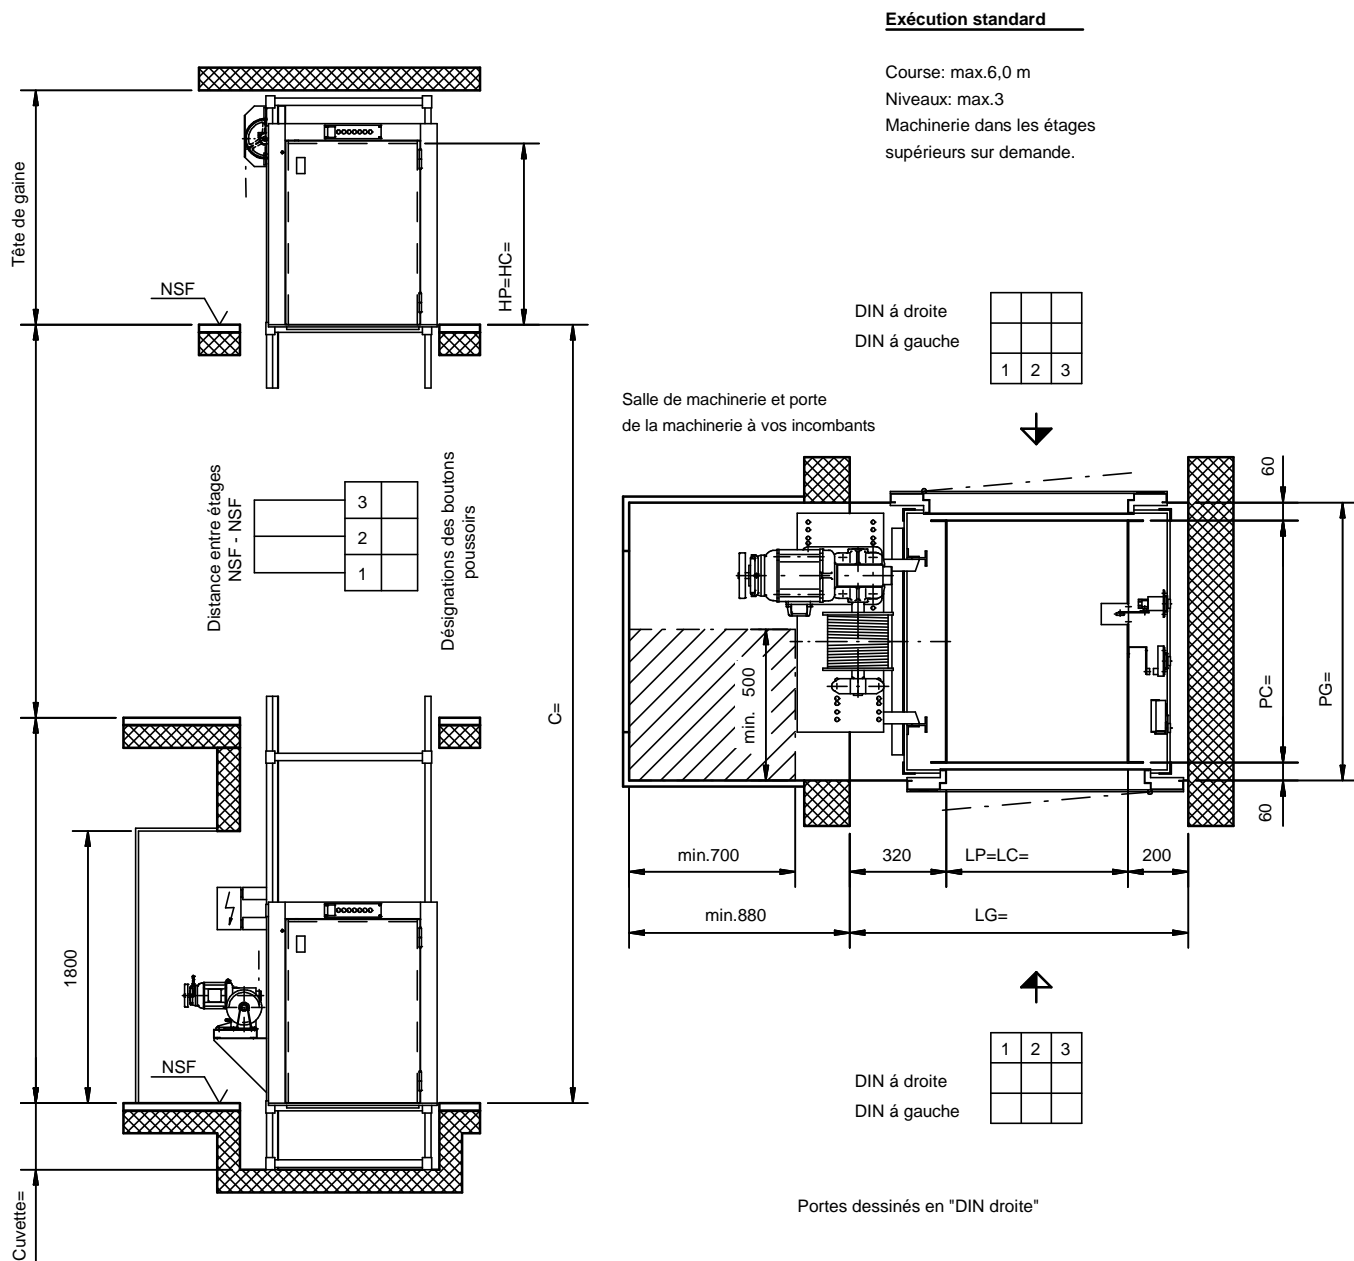 Exécution standard
Course: max.6,0 m
Niveaux: max.3
Machinerie dans les étages
supérieurs sur demande.
Tête de gaine
NSF
HP=HC=
DIN á droite
DIN á gauche
1 2 3
Salle de machinerie et porte
de la machinerie à vos incombants
Distance entre étages
NSF - NSF
3
2
1
Désignations des boutons
poussoirs
C=
60
min. 500
PC=
PG=
60
min.700
320
LP=LC=
200
min.880
LG=
1800
NSF
1 2 3
DIN á droite
DIN á gauche
Cuvette=
Portes dessinés en "DIN droite"